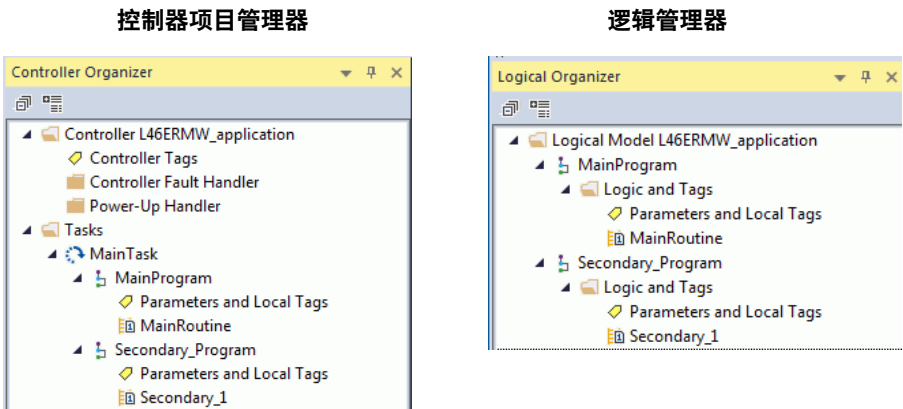 控制器项目管理器
Controller Organizer
Controller L46ERMW_application
Controller Tags
Controller Fault Handler
Power-Up Handler
Tasks
MainTask
MainProgram
Parameters and Local Tags
MainRoutine
Secondary_Program
Parameters and Local Tags
Secondary_1
逻辑管理器
Logical Organizer
Logical Model L46ERMW_application
MainProgram
Logic and Tags
Parameters and Local Tags
MainRoutine
Secondary_Program
Logic and Tags
Parameters and Local Tags
Secondary_1